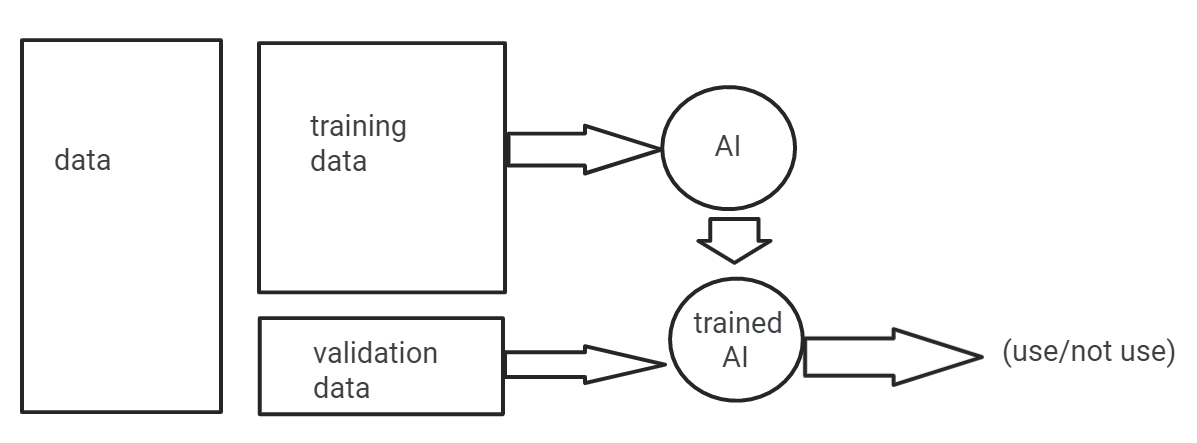 data
training
data
AI
validation
data
trained
AI
(use/not use)